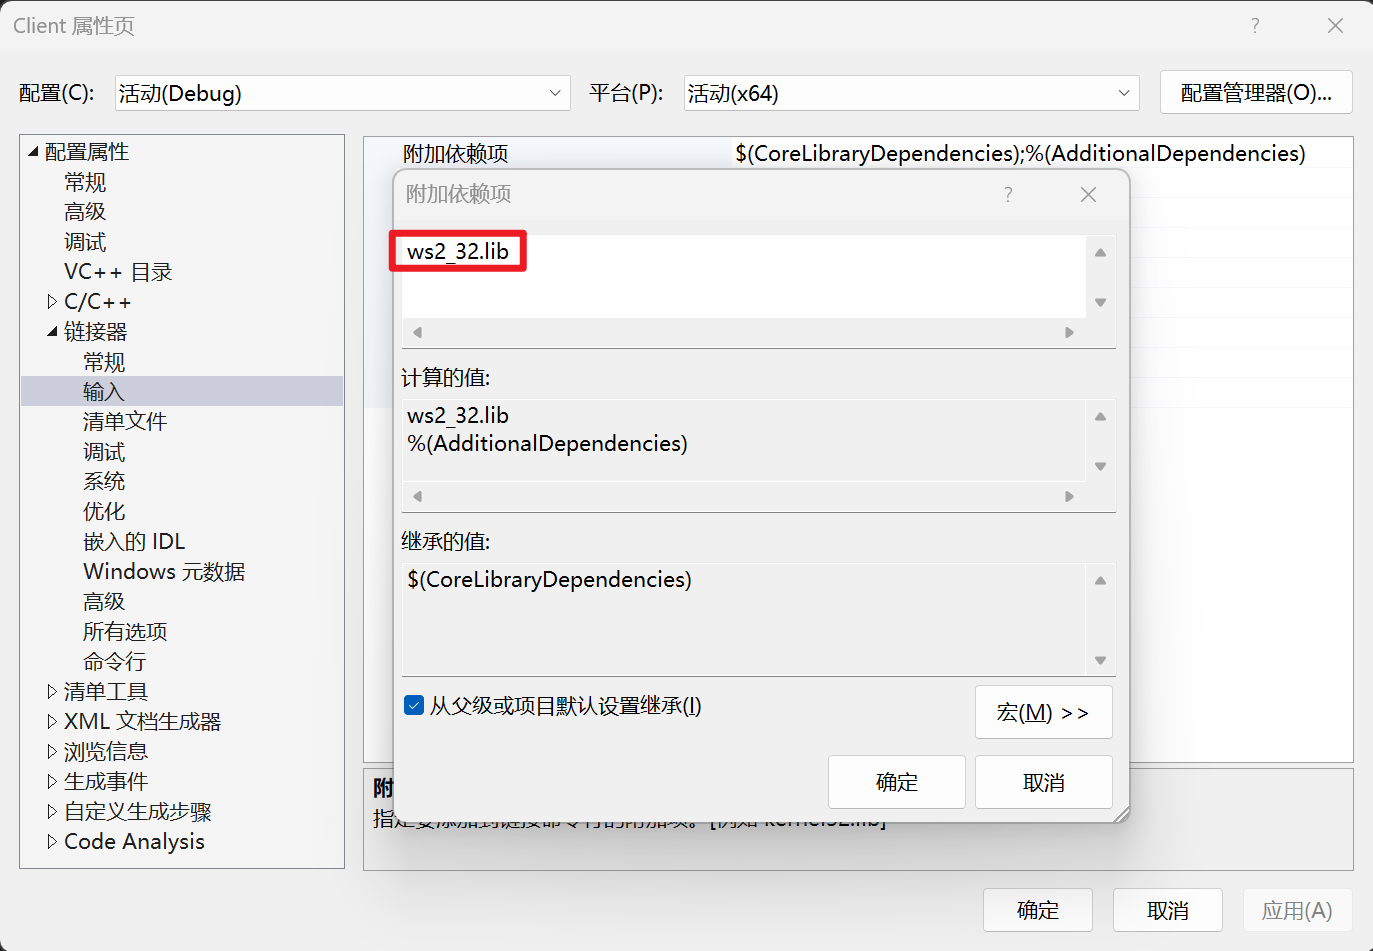 Client 属性页
?
配置(C):
活动(Debug)
平台(P):
活动(x64)
配置管理器(O)...
配置属性
常规
高级
调试
VC++ 目录
C/C++
链接器
常规
输入
清单文件
调试
系统
优化
嵌入的 IDL
Windows 元数据
高级
所有选项
命令行
清单工具
XML 文档生成器
浏览信息
生成事件
自定义生成步骤
Code Analysis
附加依赖项
$(CoreLibraryDependencies);%(AdditionalDependencies)
附加依赖项
?
ws2_32.lib
计算的值:
ws2_32.lib
%(AdditionalDependencies)
继承的值:
$(CoreLibraryDependencies)
从父级或项目默认设置继承(I)
宏(M) >>
确定
取消
附
确定
取消
应用(A)